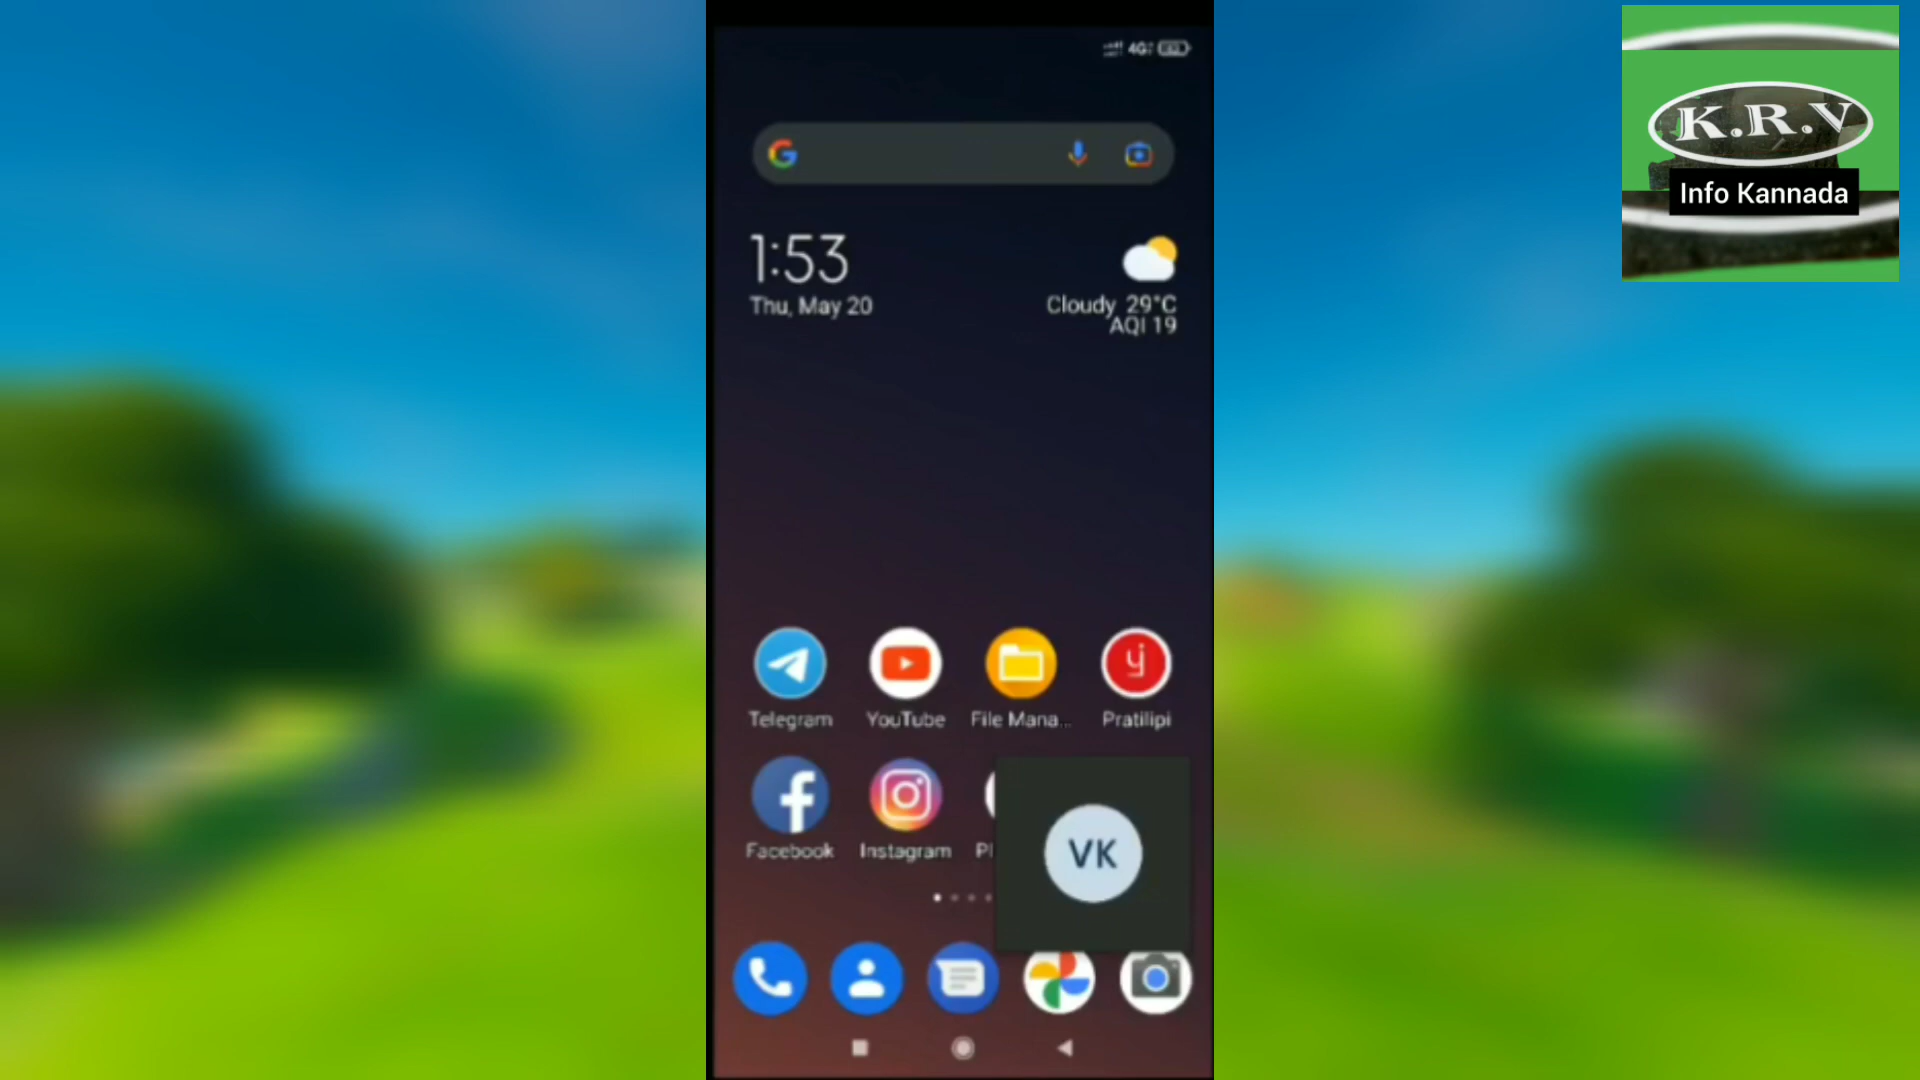 4G
K.R.V
Info Kannada
1:53
Thu, May 20
Cloudy 29°C
AQI 19
Telegram
YouTube
File Mana...
Pratilipi
Facebook
Instagram
Pl
VK